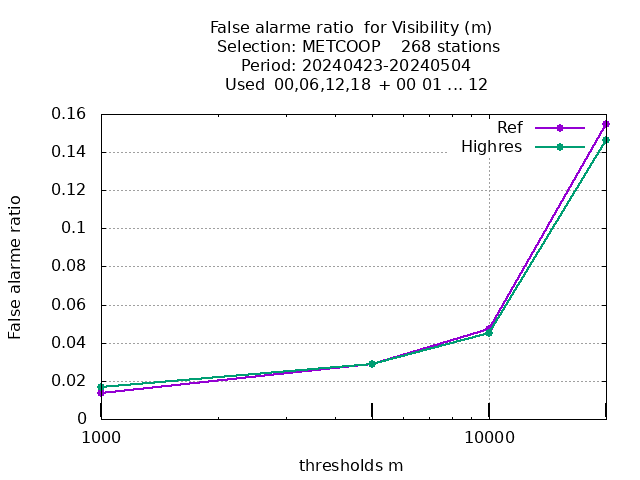 False alarme ratio  for Visibility (m)
Selection: METCOOP    268 stations
Period: 20240423-20240504
Used  00,06,12,18 + 00 01 ... 12
0.16
0.14
0.12
0.1
0.08
0.06
0.04
0.02
0
False alarme ratio
Ref
Highres
1000
10000
thresholds m